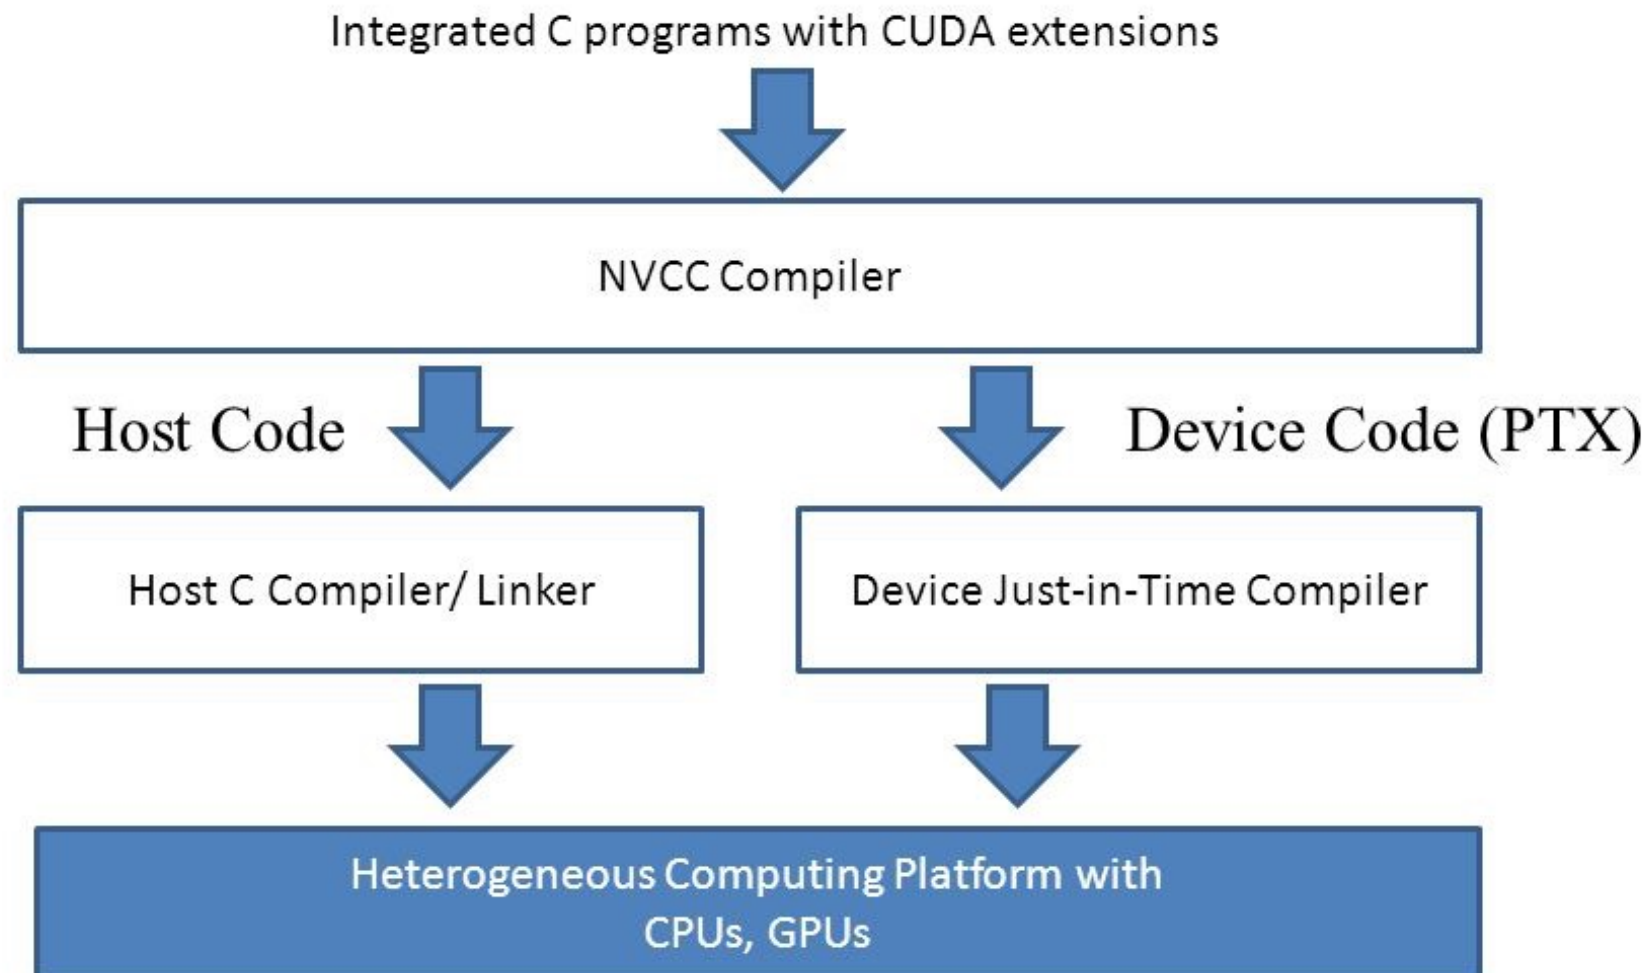 Integrated C programs with CUDA extensions
NVCC Compiler
Host Code
Device Code (PTX)
Host C Compiler/ Linker
Device Just-in-Time Compiler
Heterogeneous Computing Platform with
CPUs, GPUs